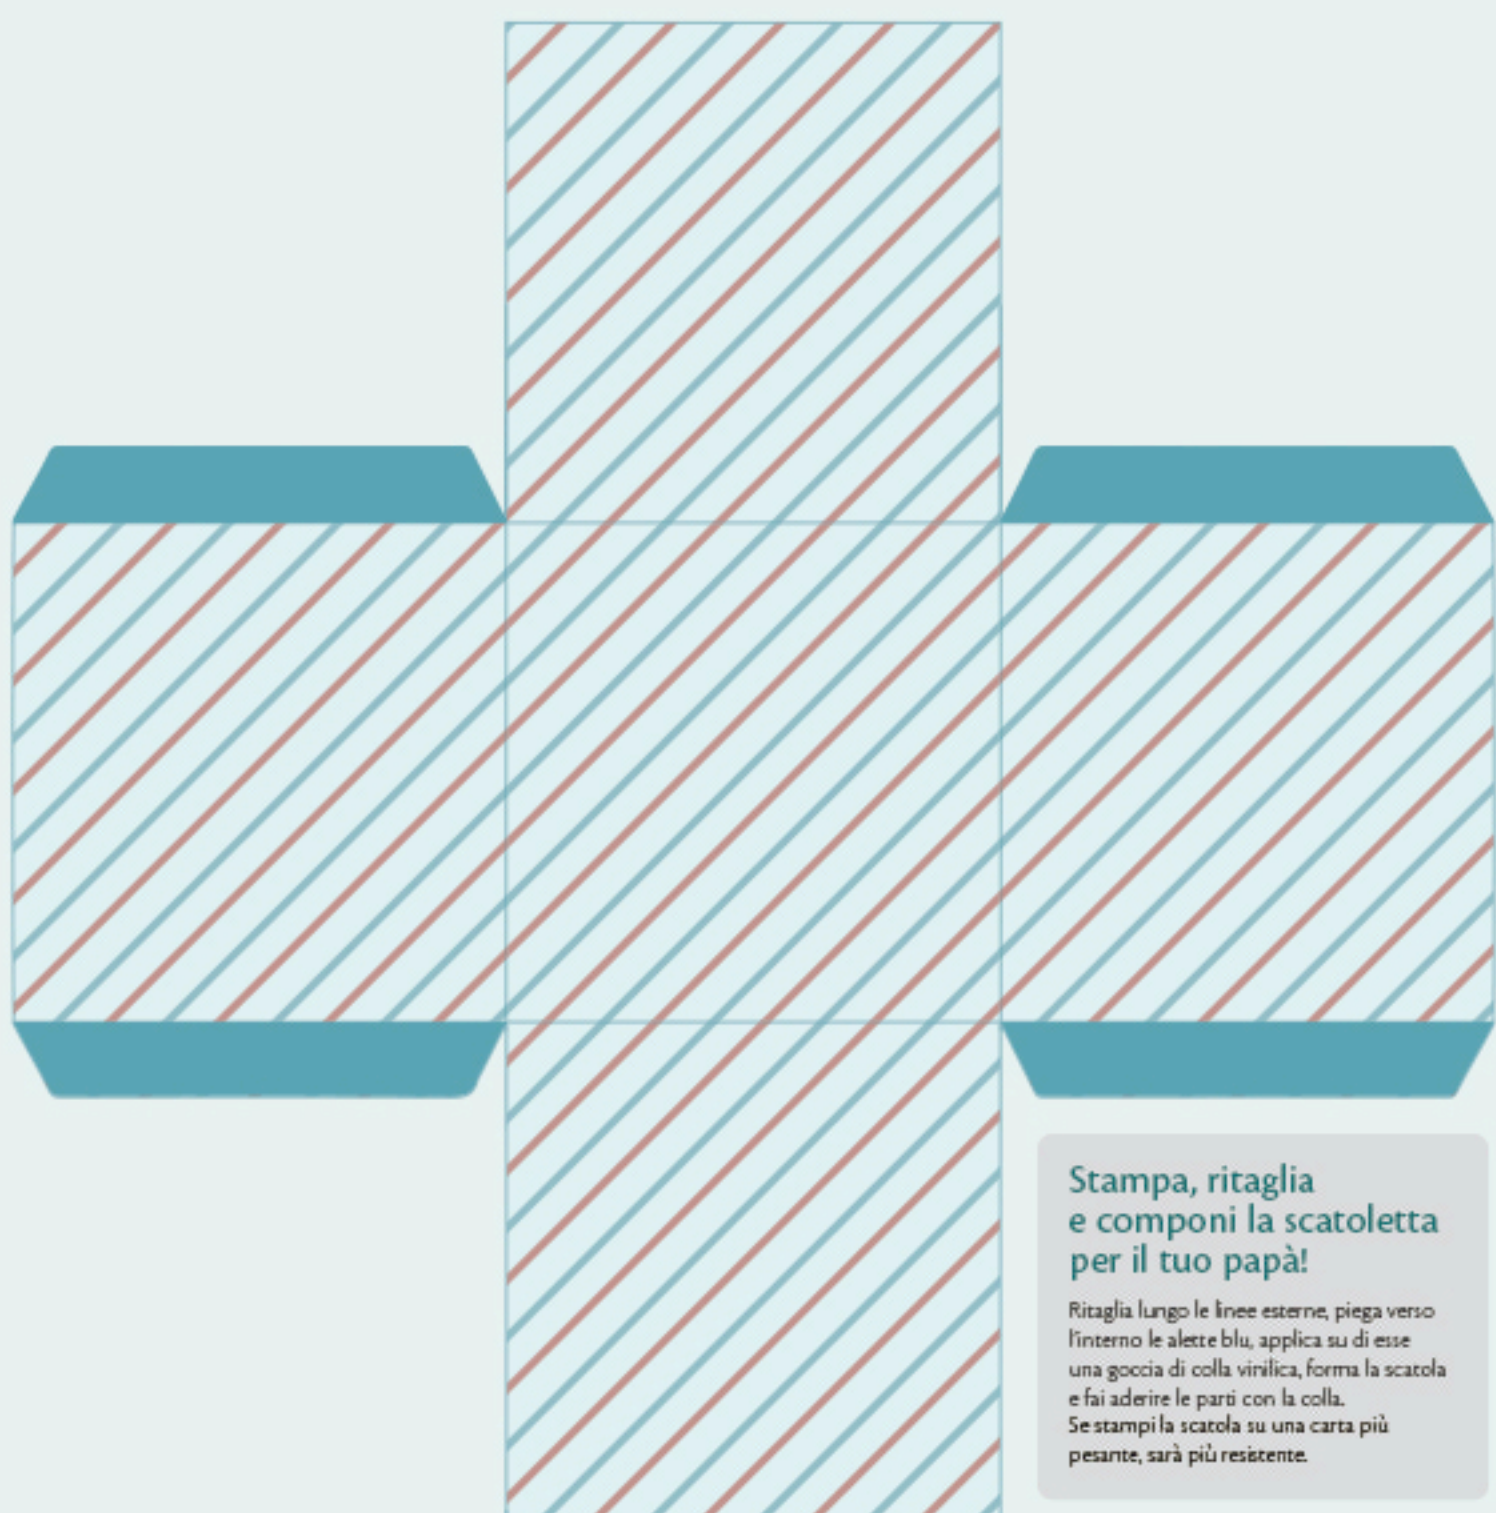 Stampa, ritaglia
e componi la scatoletta
per il tuo papà!
Ritaglia lungo le linee esterne, piega verso
l'interno le alette blu, applica su di esse
una goccia di colla vinilica, forma la scatola
e fai aderire le parti con la colla.
Se stampi la scatola su una carta più
pesante, sarà più resistente.